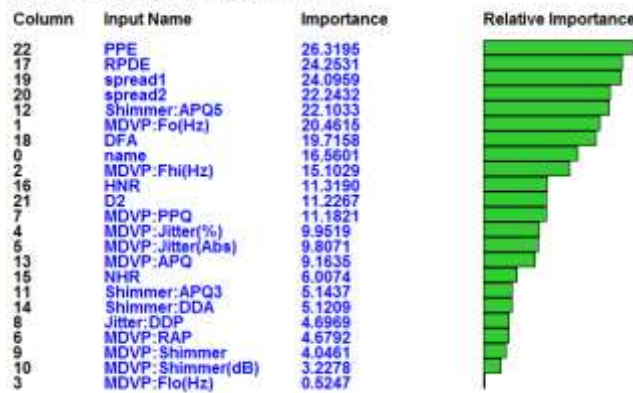 Column Input Name Importance Relative Importance
22 PPE 26.3195
17 RPDE 24.2531
19 spread1 24.0959
20 spread2 22.2432
12 Shimmer:APQ5 22.1033
1 MDVP:Fo(Hz) 20.4615
18 DFA 19.7158
0 name 16.5601
2 MDVP:Fhi(Hz) 15.1029
16 HNR 11.3190
21 D2 11.2267
7 MDVP:PPQ 11.1821
4 MDVP:Jitter(%) 9.9519
5 MDVP:Jitter(Abs) 9.8071
13 MDVP:APQ 9.1635
15 NHR 6.0074
11 Shimmer:APQ3 5.1437
14 Shimmer:DDA 5.1209
8 Jitter:DDP 4.6969
6 MDVP:RAP 4.6792
9 MDVP:Shimmer 4.0461
10 MDVP:Shimmer(dB) 3.2278
3 MDVP:Flo(Hz) 0.5247